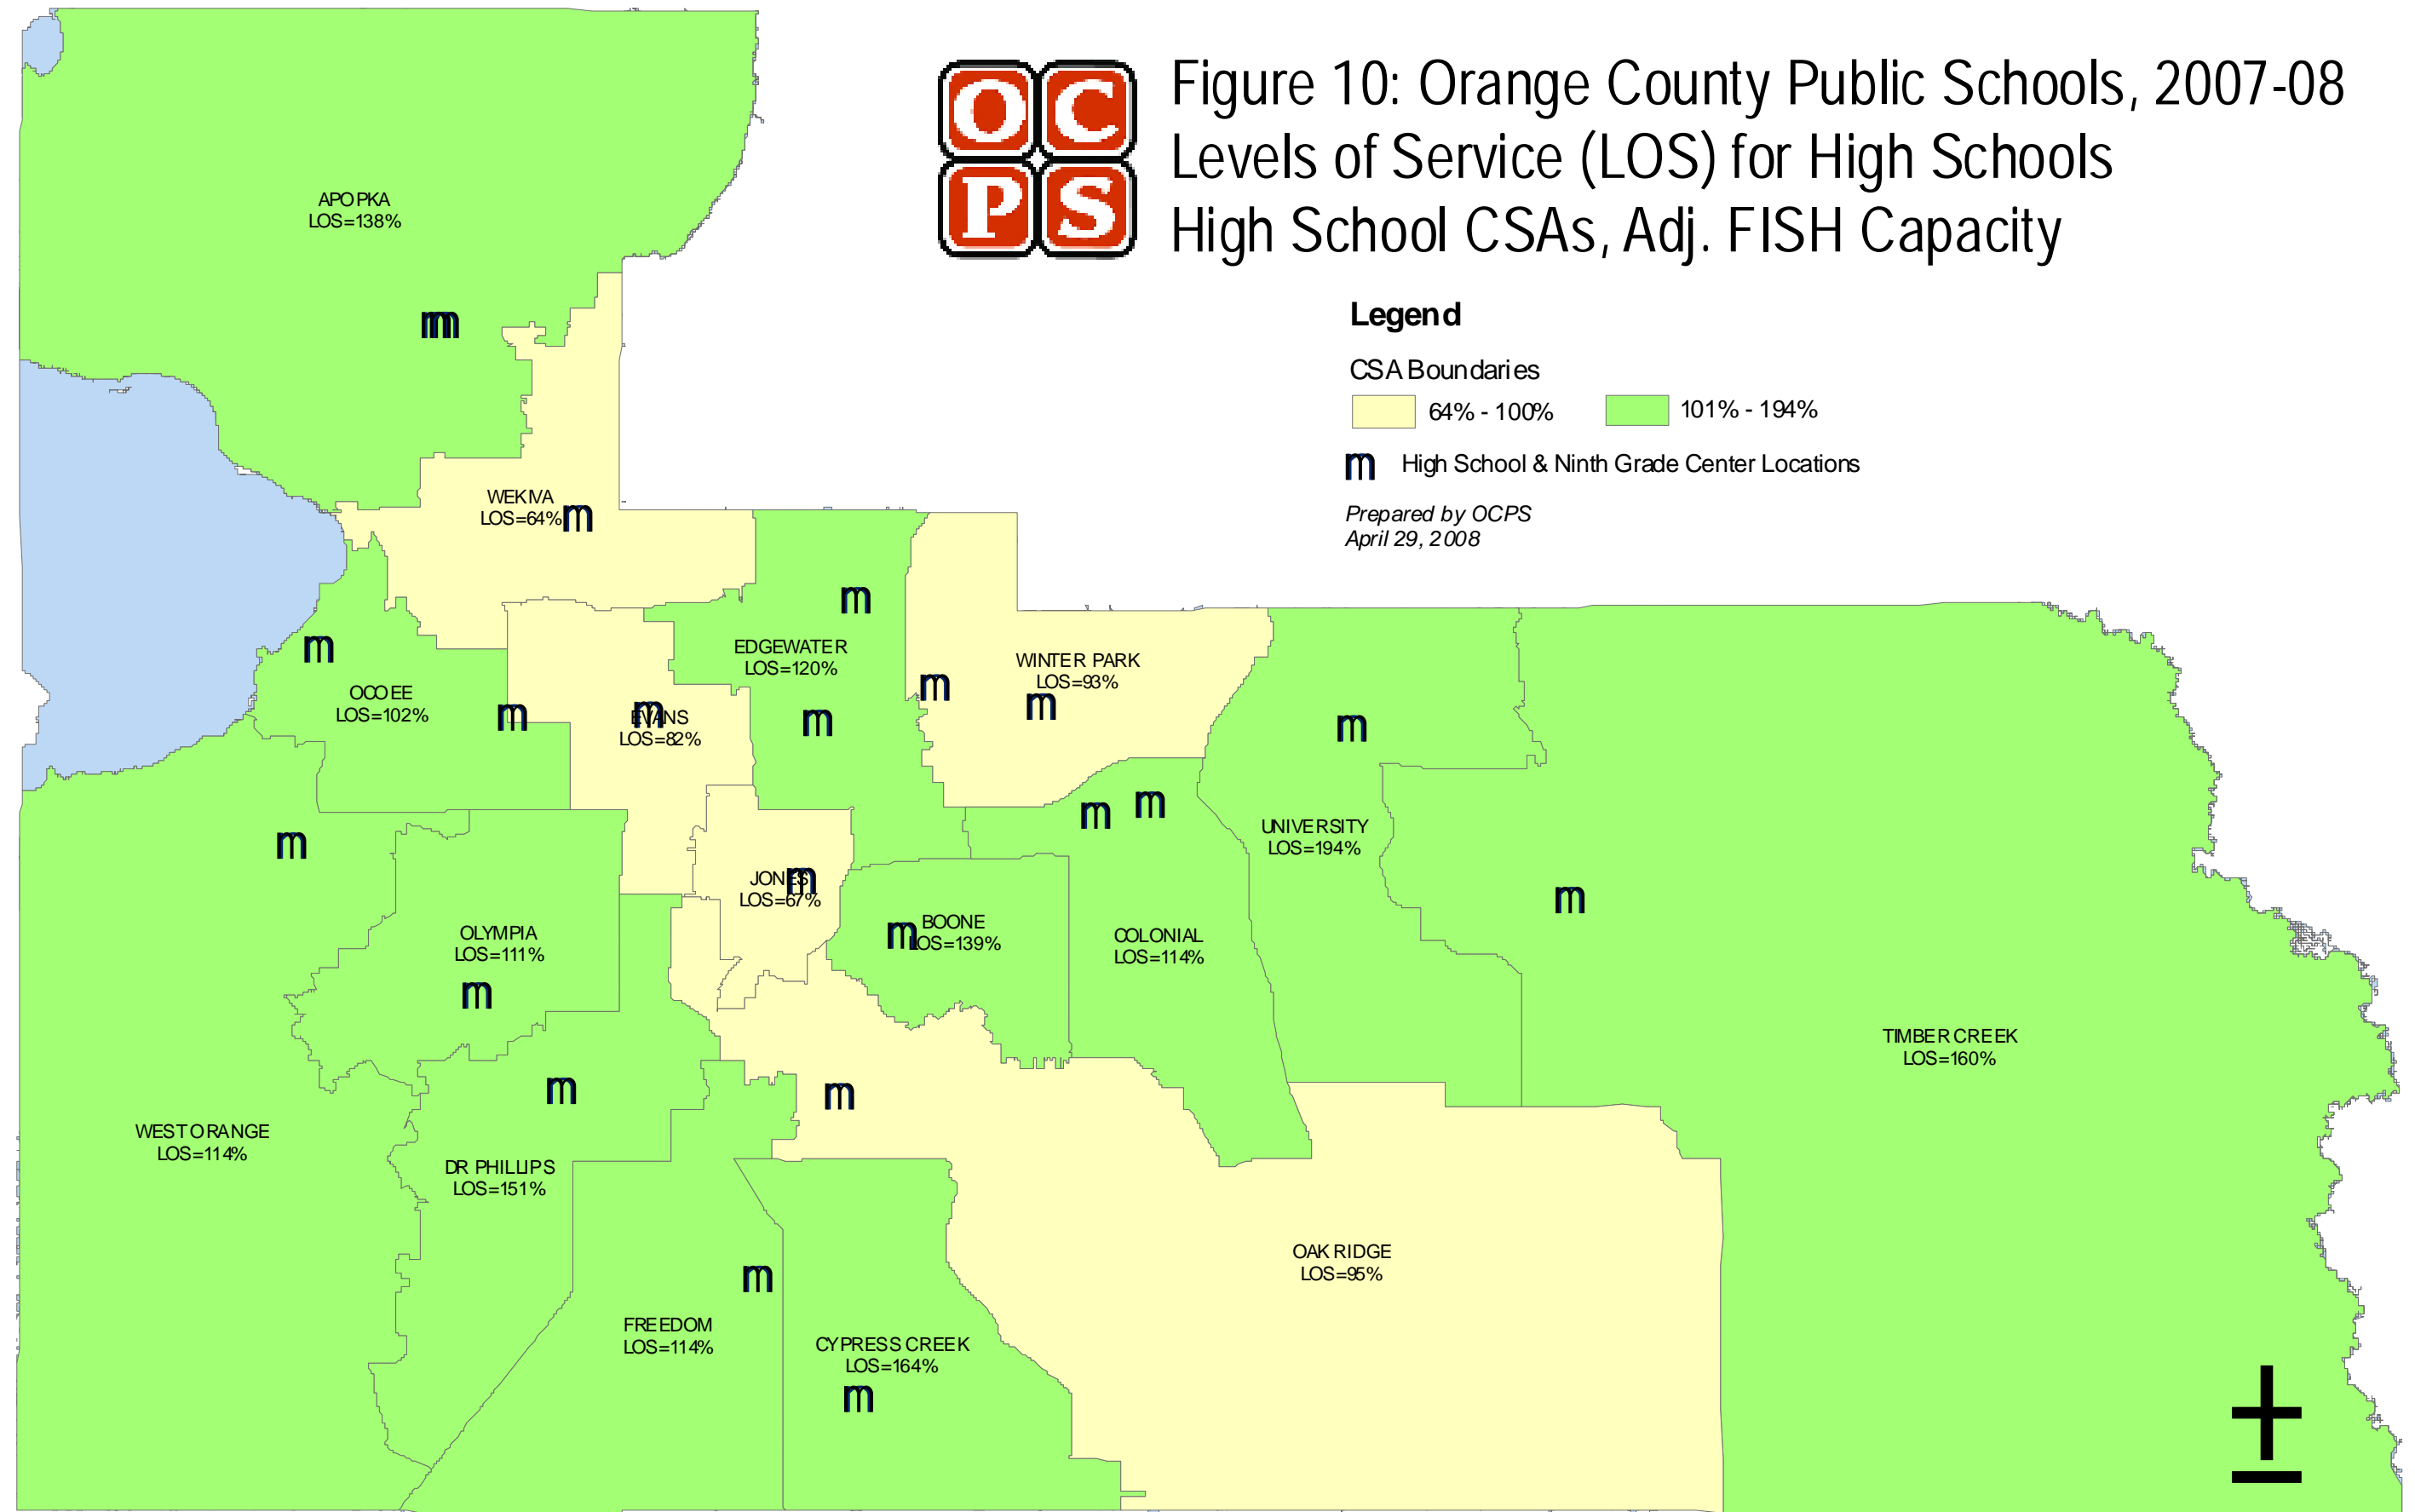 OC
PS
Figure 10: Orange County Public Schools, 2007-08
Levels of Service (LOS) for High Schools
High School CSAs, Adj. FISH Capacity
Legend
CSA Boundaries
64% - 100%
101% - 194%
m High School & Ninth Grade Center Locations
Prepared by OCPS
April 29, 2008
APOPKA
LOS=138%
m
WEKIVA
LOS=64%
m
EDGEWATER
LOS=120%
m
m
WINTER PARK
LOS=93%
m
m
OCOEE
LOS=102%
m
m
EVANS
LOS=82%
m
UNIVERSITY
LOS=194%
m
JONES
LOS=67%
m
BOONE
LOS=139%
m
COLONIAL
LOS=114%
m
m
OLYMPIA
LOS=111%
m
TIMBER CREEK
LOS=160%
m
WEST ORANGE
LOS=114%
m
DR PHILLIPS
LOS=151%
m
OAK RIDGE
LOS=95%
m
FREEDOM
LOS=114%
m
CYPRESS CREEK
LOS=164%
m
±